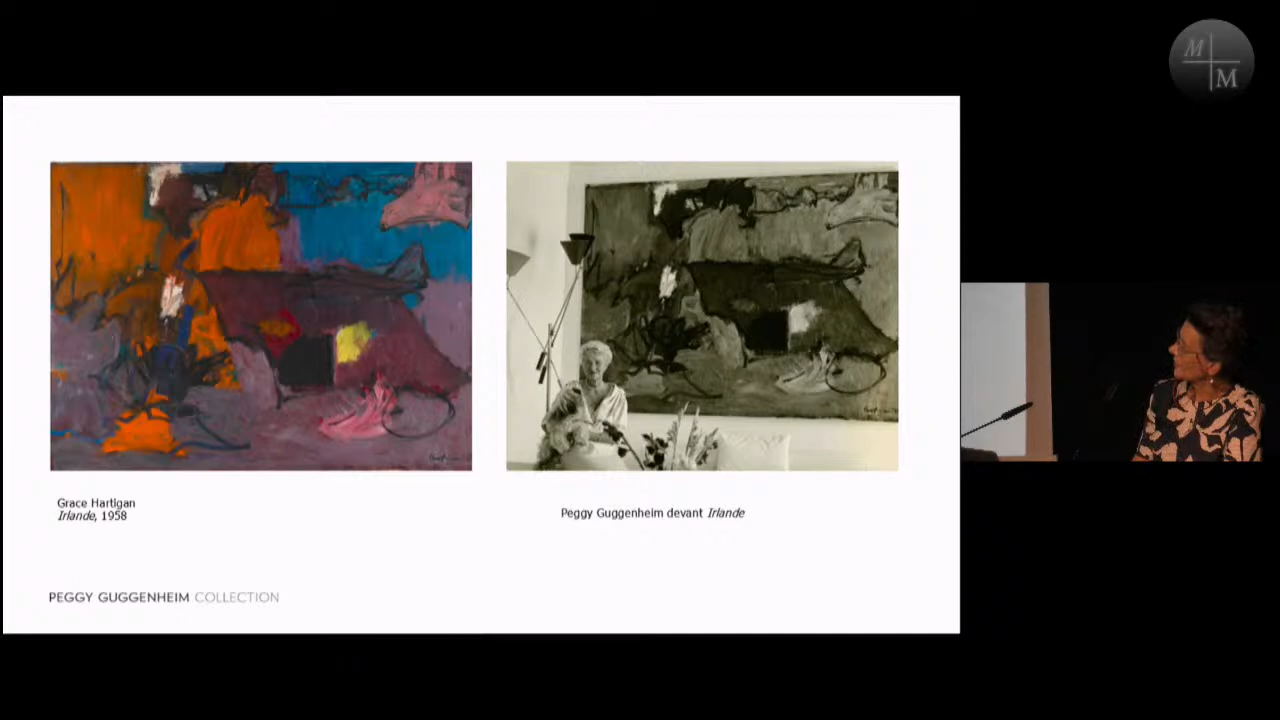 M
M
Grace Hartigan
Irlande, 1958
Peggy Guggenheim devant Irlande
PEGGY GUGGENHEIM COLLECTION